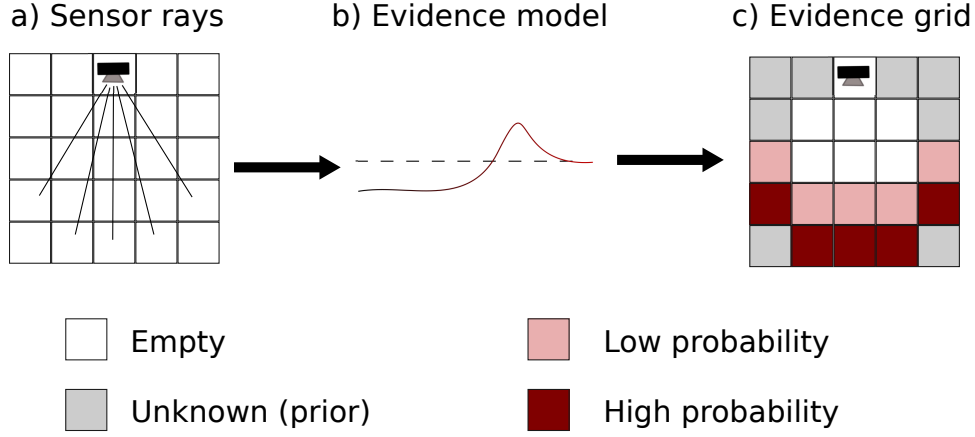 a) Sensor rays
b) Evidence model
c) Evidence grid
Empty
Low probability
Unknown (prior)
High probability